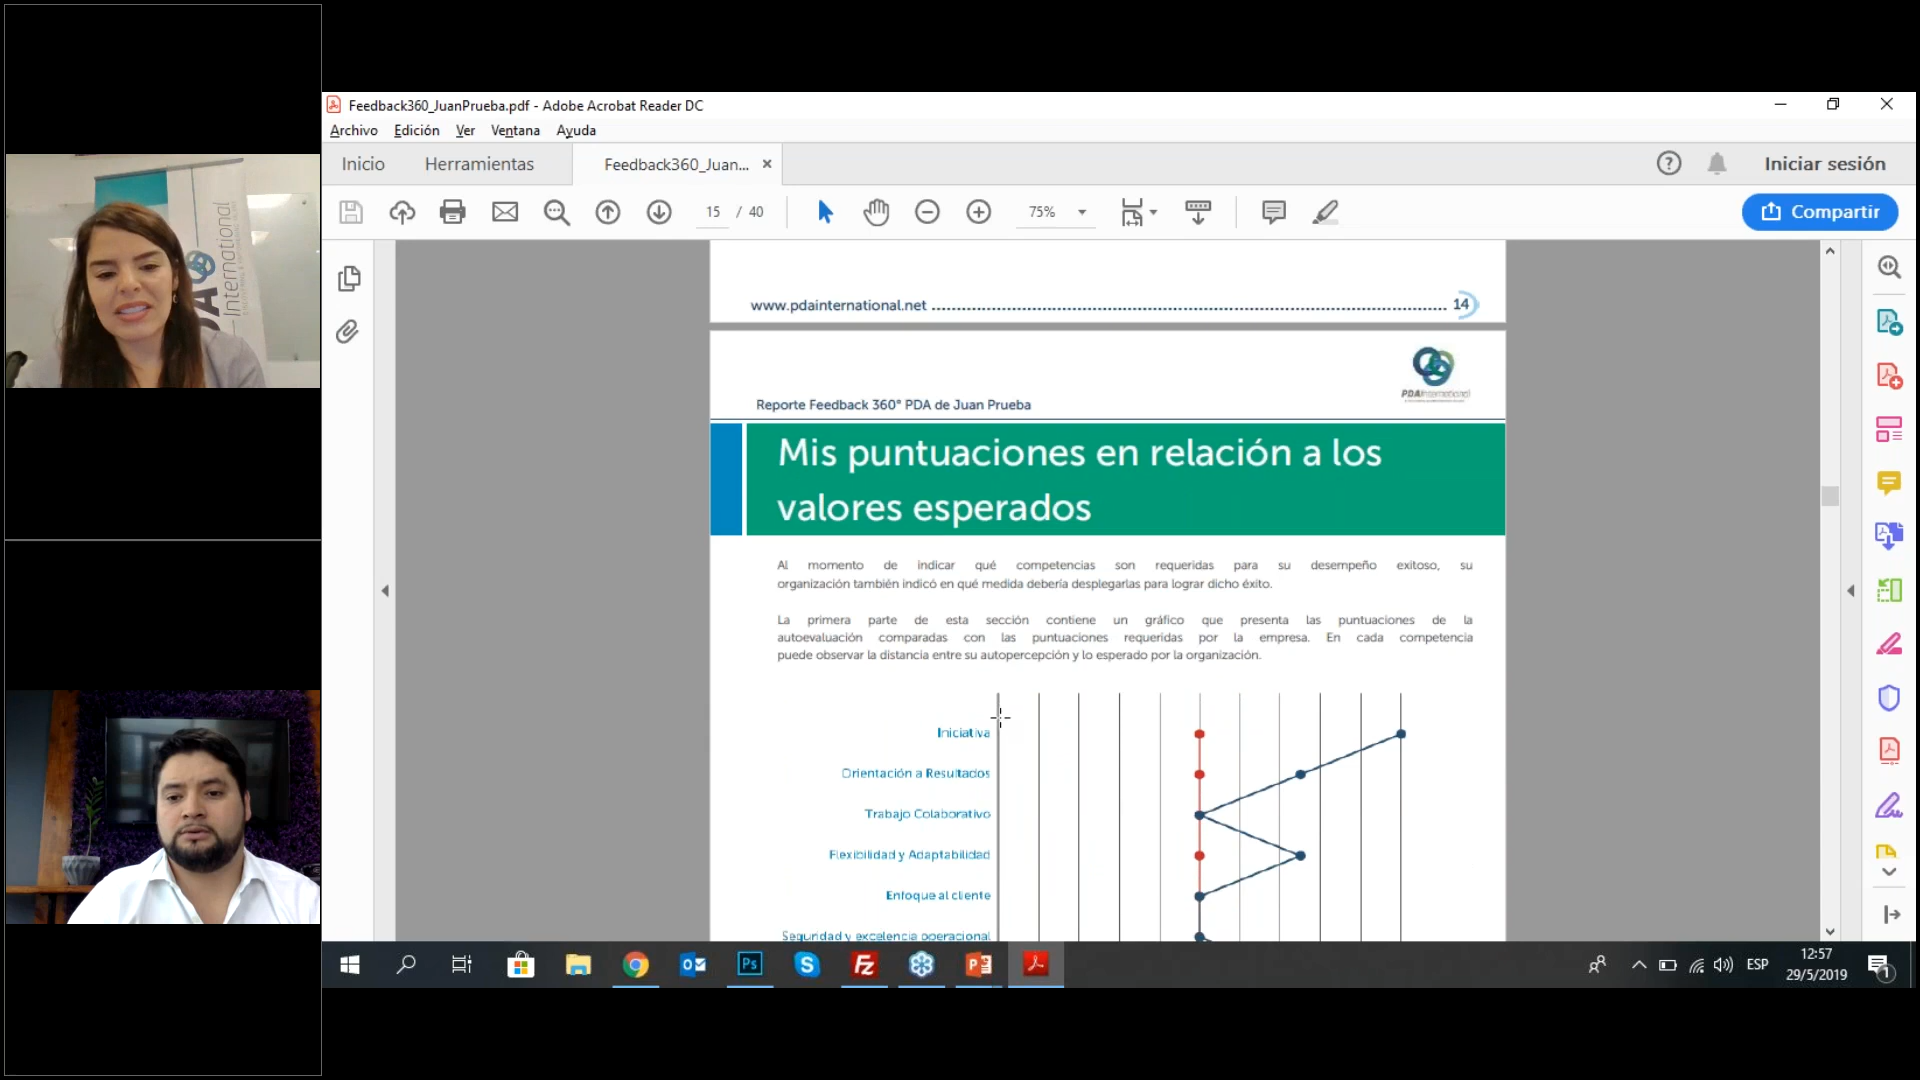 Feedback360_JuanPrueba.pdf - Adobe Acrobat Reader DC
Archivo Edición Ver Ventana Ayuda
Inicio Herramientas Feedback360_Juan... Iniciar sesión
15 / 40 75% Compartir
www.pdainternational.net 14
PDA International
Reporte Feedback 360° PDA de Juan Prueba
Mis puntuaciones en relación a los
valores esperados
Al momento de indicar qué competencias son requeridas para su desempeño exitoso, su
organización también indicó en qué medida debería desplegarlas para lograr dicho éxito.
La primera parte de esta sección contiene un gráfico que presenta las puntuaciones de la
autoevaluación comparadas con las puntuaciones requeridas por la empresa. En cada competencia
puede observar la distancia entre su autopercepción y lo esperado por la organización.
Iniciativa
Orientación a Resultados
Trabajo Colaborativo
Flexibilidad y Adaptabilidad
Enfoque al cliente
Seguridad y excelencia operacional
Ps
ESP
12:57
29/5/2019
1
International